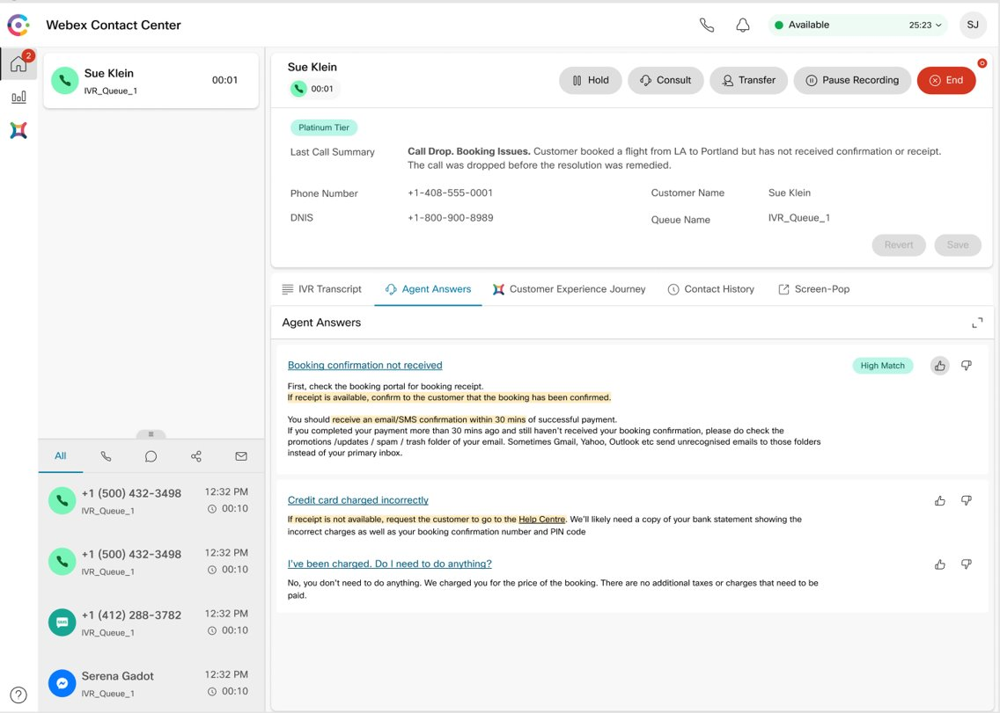 Webex Contact Center
Available
25:23
SJ
2
Sue Klein
IVR_Queue_1
00:01
Sue Klein
00:01
Hold
Consult
Transfer
Pause Recording
End
Platinum Tier
Last Call Summary
Call Drop. Booking Issues. Customer booked a flight from LA to Portland but has not received confirmation or receipt.
The call was dropped before the resolution was remedied.
Phone Number
+1-408-555-0001
Customer Name
Sue Klein
DNIS
+1-800-900-8989
Queue Name
IVR_Queue_1
Revert
Save
IVR Transcript
Agent Answers
Customer Experience Journey
Contact History
Screen-Pop
Agent Answers
Booking confirmation not received
High Match
First, check the booking portal for booking receipt.
If receipt is available, confirm to the customer that the booking has been confirmed.
You should receive an email/SMS confirmation within 30 mins of successful payment.
If you completed your payment more than 30 mins ago and still haven't received your booking confirmation, please do check the
promotions /updates / spam / trash folder of your email. Sometimes Gmail, Yahoo, Outlook etc send unrecognised emails to those folders
instead of your primary inbox.
Credit card charged incorrectly
If receipt is not available, request the customer to go to the Help Centre. We'll likely need a copy of your bank statement showing the
incorrect charges as well as your booking confirmation number and PIN code
I've been charged. Do I need to do anything?
No, you don't need to do anything. We charged you for the price of the booking. There are no additional taxes or charges that need to be
paid.
All
+1 (500) 432-3498
12:32 PM
IVR_Queue_1
00:10
+1 (500) 432-3498
12:32 PM
IVR_Queue_1
00:10
+1 (412) 288-3782
12:32 PM
IVR_Queue_1
00:10
Serena Gadot
12:32 PM
IVR_Queue_1
00:10